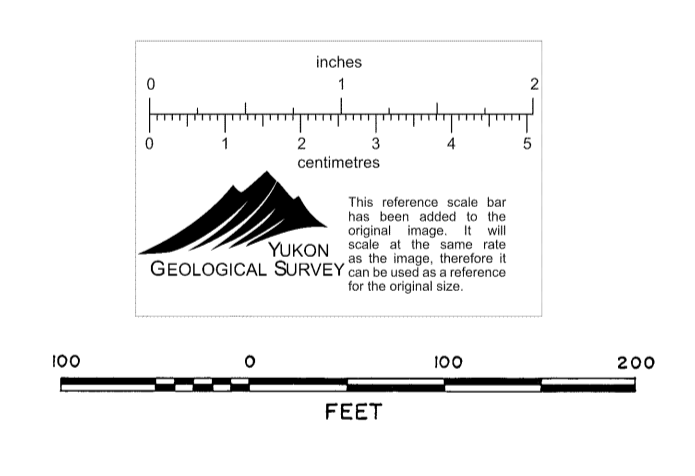 inches
0 1 2
0 1 2 3 4 5
centimetres
This reference scale bar
has been added to the
original image. It will
scale at the same rate
as the image, therefore it
can be used as a reference
for the original size.
YUKON
GEOLOGICAL SURVEY
100 0 100 200
FEET